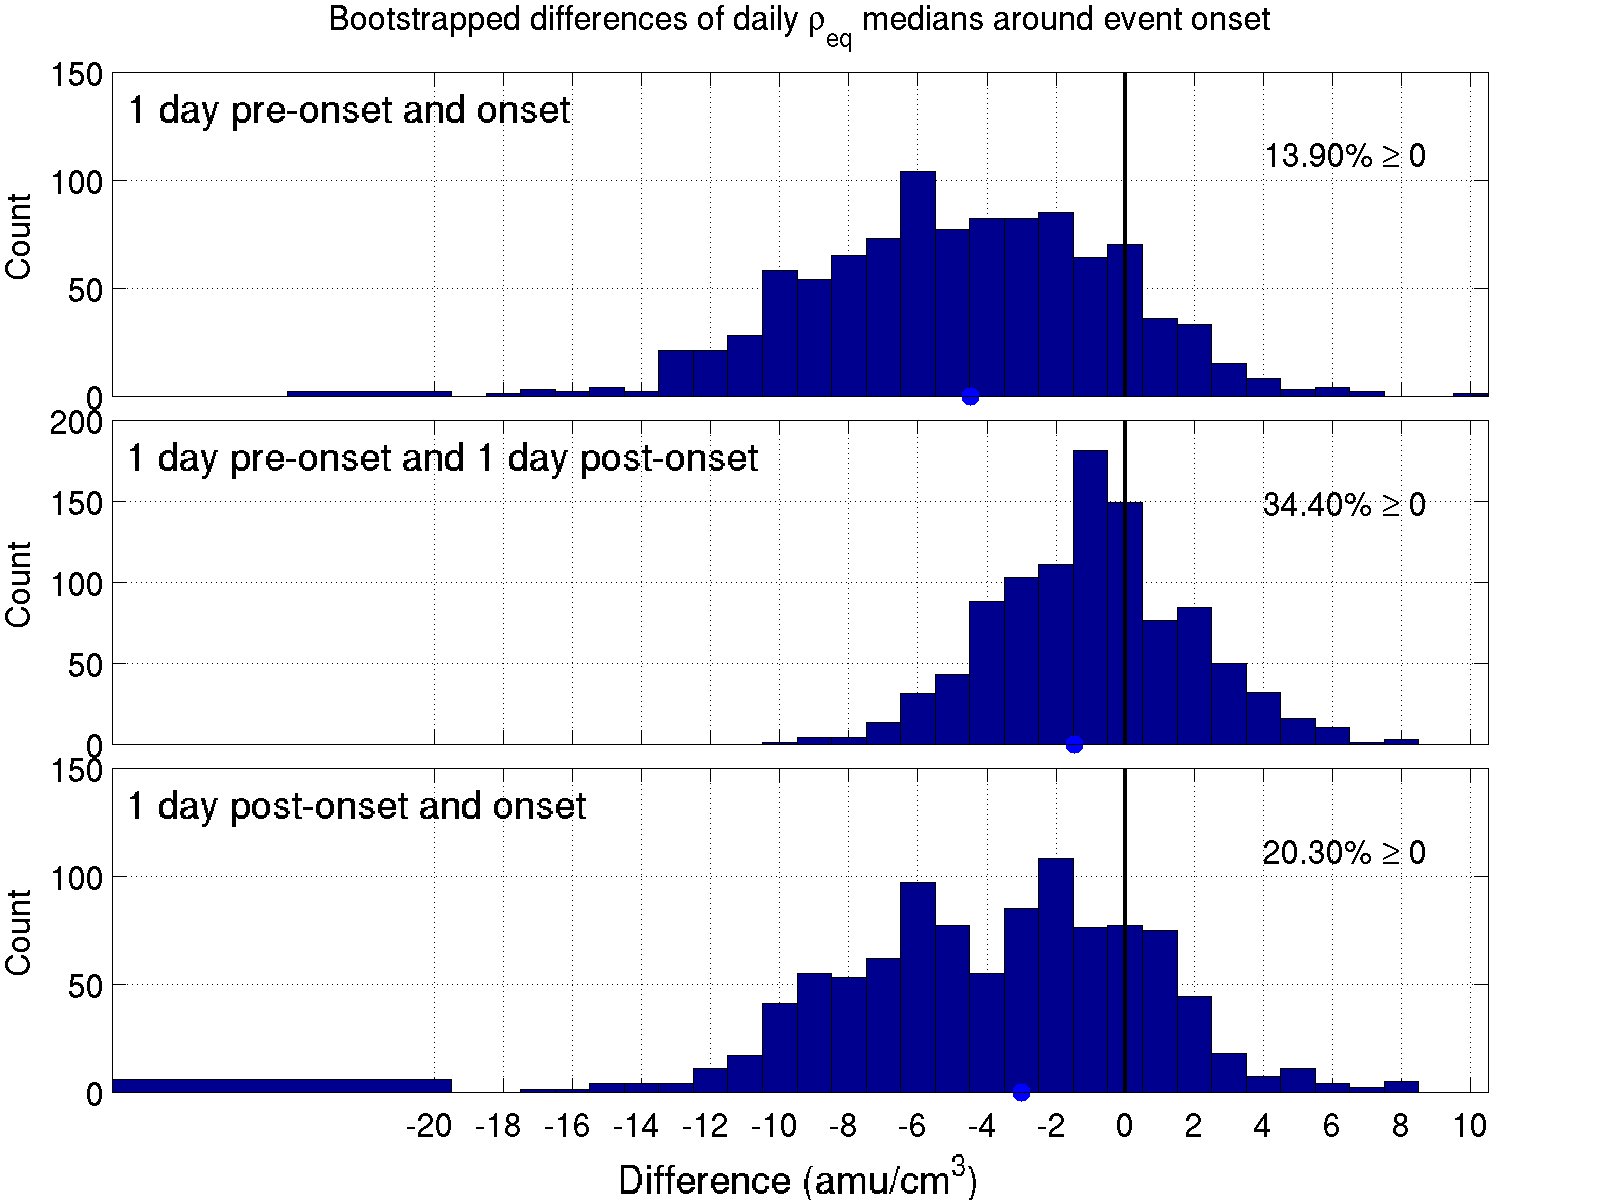 Bootstrapped differences of daily ρeq medians around event onset
150
1 day pre-onset and onset
13.90% ≥ 0
100
Count
50
0
200
1 day pre-onset and 1 day post-onset
34.40% ≥ 0
150
100
Count
50
0
150
1 day post-onset and onset
20.30% ≥ 0
100
Count
50
0
-20 -18 -16 -14 -12 -10 -8 -6 -4 -2 0 2 4 6 8 10
Difference (amu/cm³)